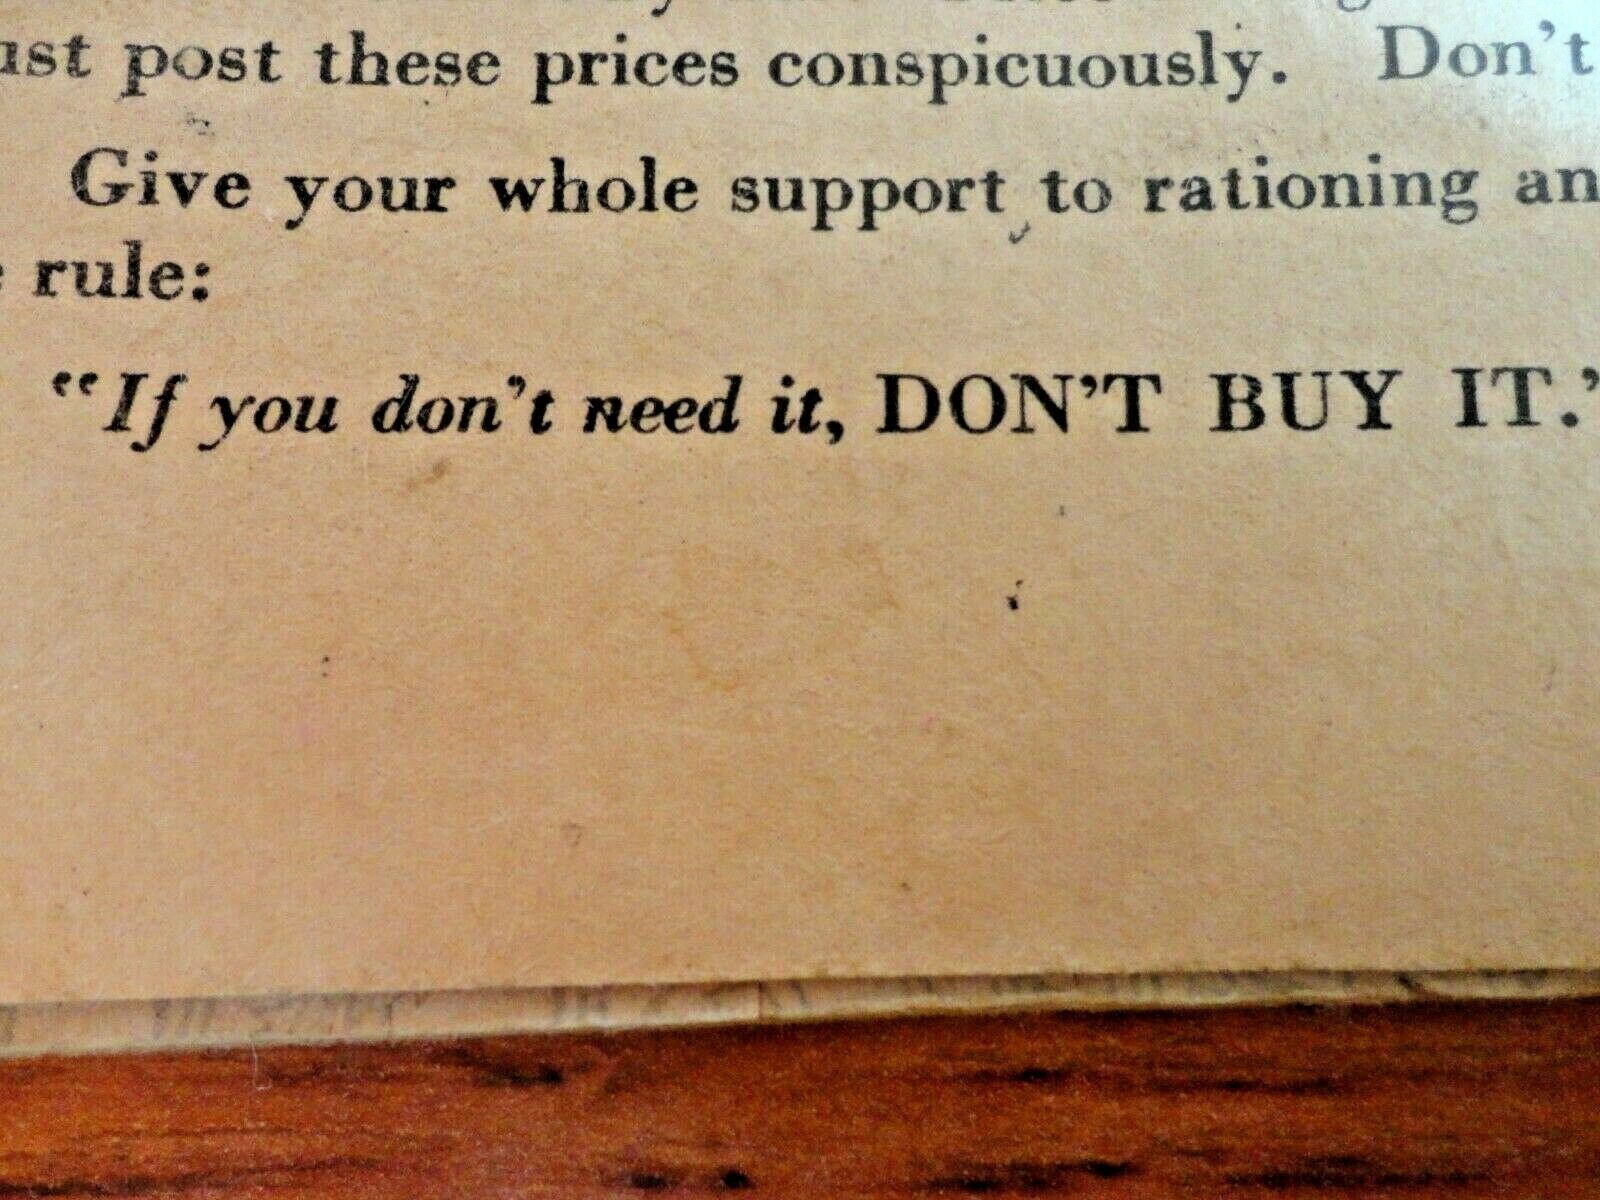 ust post these prices conspicuously. Don't
Give your whole support to rationing an
rule:
"If you don't need it, DON'T BUY IT.'